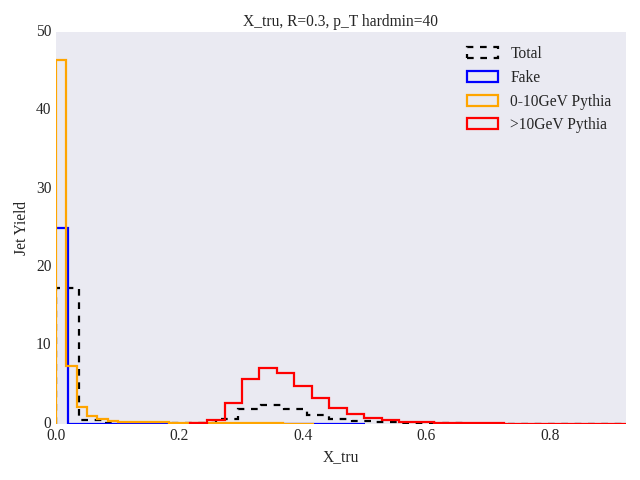 X_tru, R=0.3, p_T hardmin=40
50
40
30
20
10
0
Jet Yield
Total
Fake
0-10GeV Pythia
>10GeV Pythia
0.0 0.2 0.4 0.6 0.8
X_tru